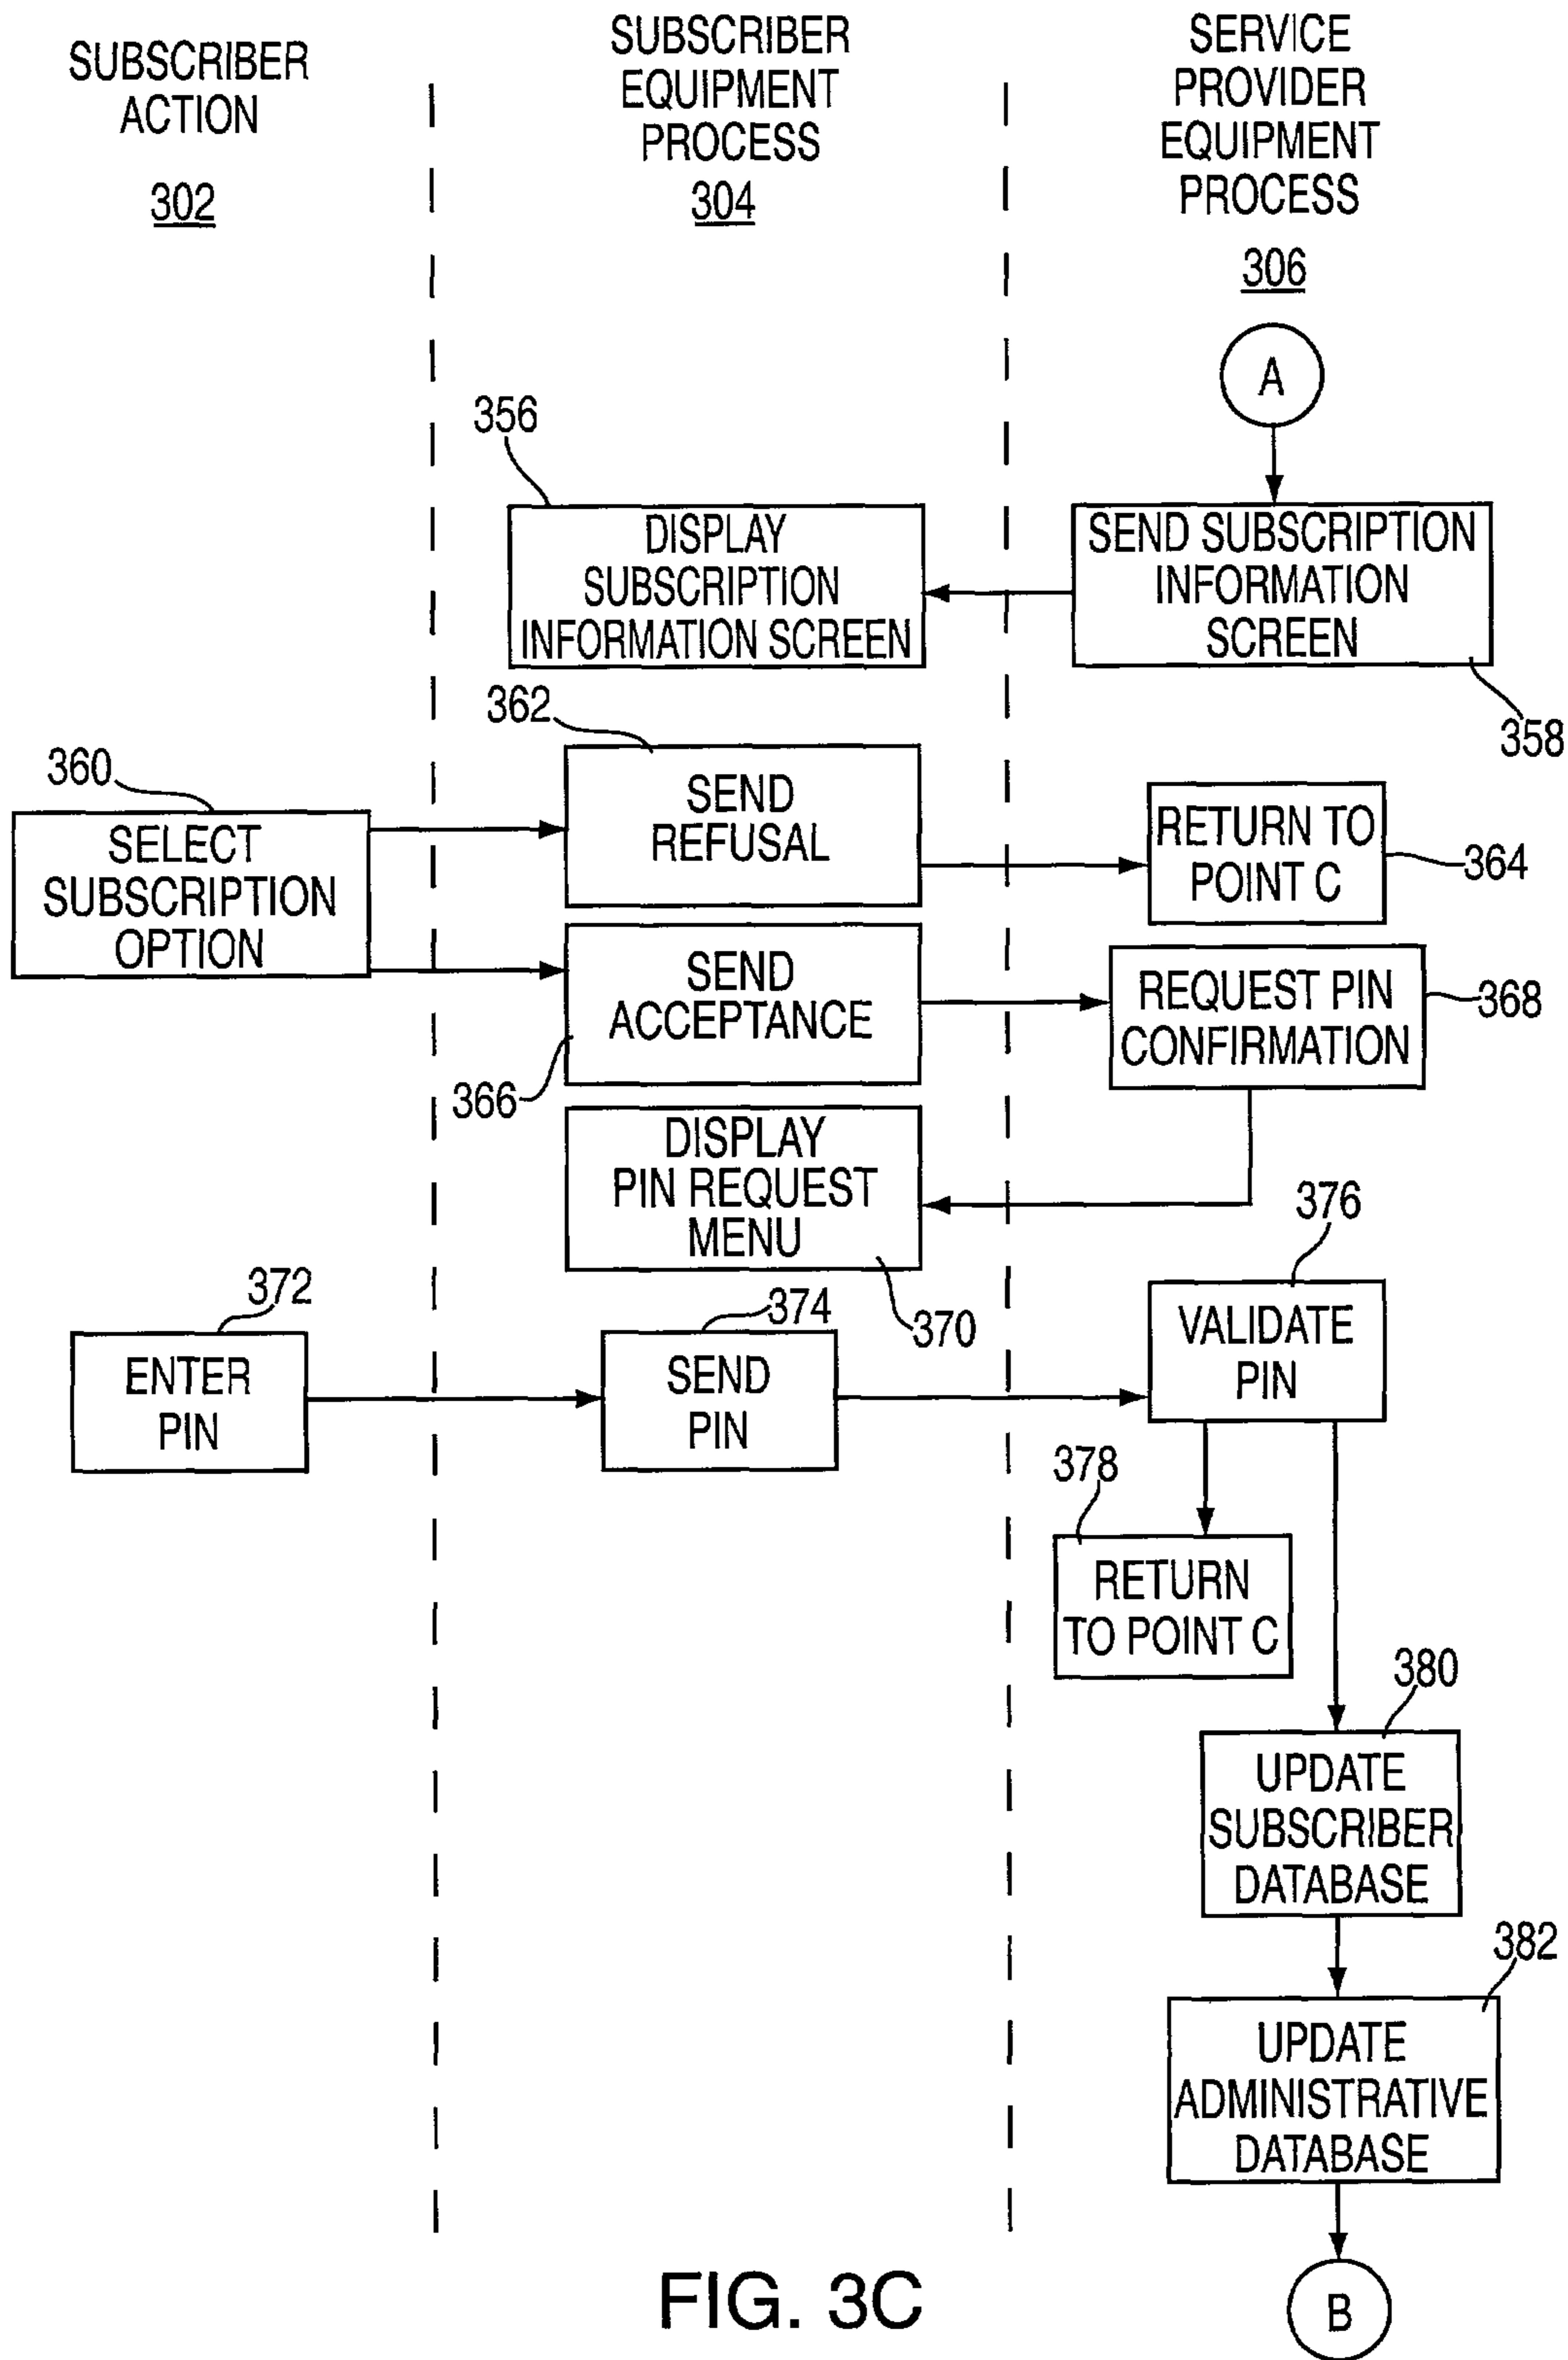 SUBSCRIBER
ACTION
302
SUBSCRIBER
EQUIPMENT
PROCESS
304
SERVICE
PROVIDER
EQUIPMENT
PROCESS
306
A
356
DISPLAY
SUBSCRIPTION
INFORMATION SCREEN
SEND SUBSCRIPTION
INFORMATION
SCREEN
358
360
SELECT
SUBSCRIPTION
OPTION
362
SEND
REFUSAL
RETURN TO
POINT C
364
SEND
ACCEPTANCE
366
REQUEST PIN
CONFIRMATION
368
DISPLAY
PIN REQUEST
MENU
370
372
ENTER
PIN
374
SEND
PIN
376
VALIDATE
PIN
378
RETURN
TO POINT C
380
UPDATE
SUBSCRIBER
DATABASE
382
UPDATE
ADMINISTRATIVE
DATABASE
B
FIG. 3C